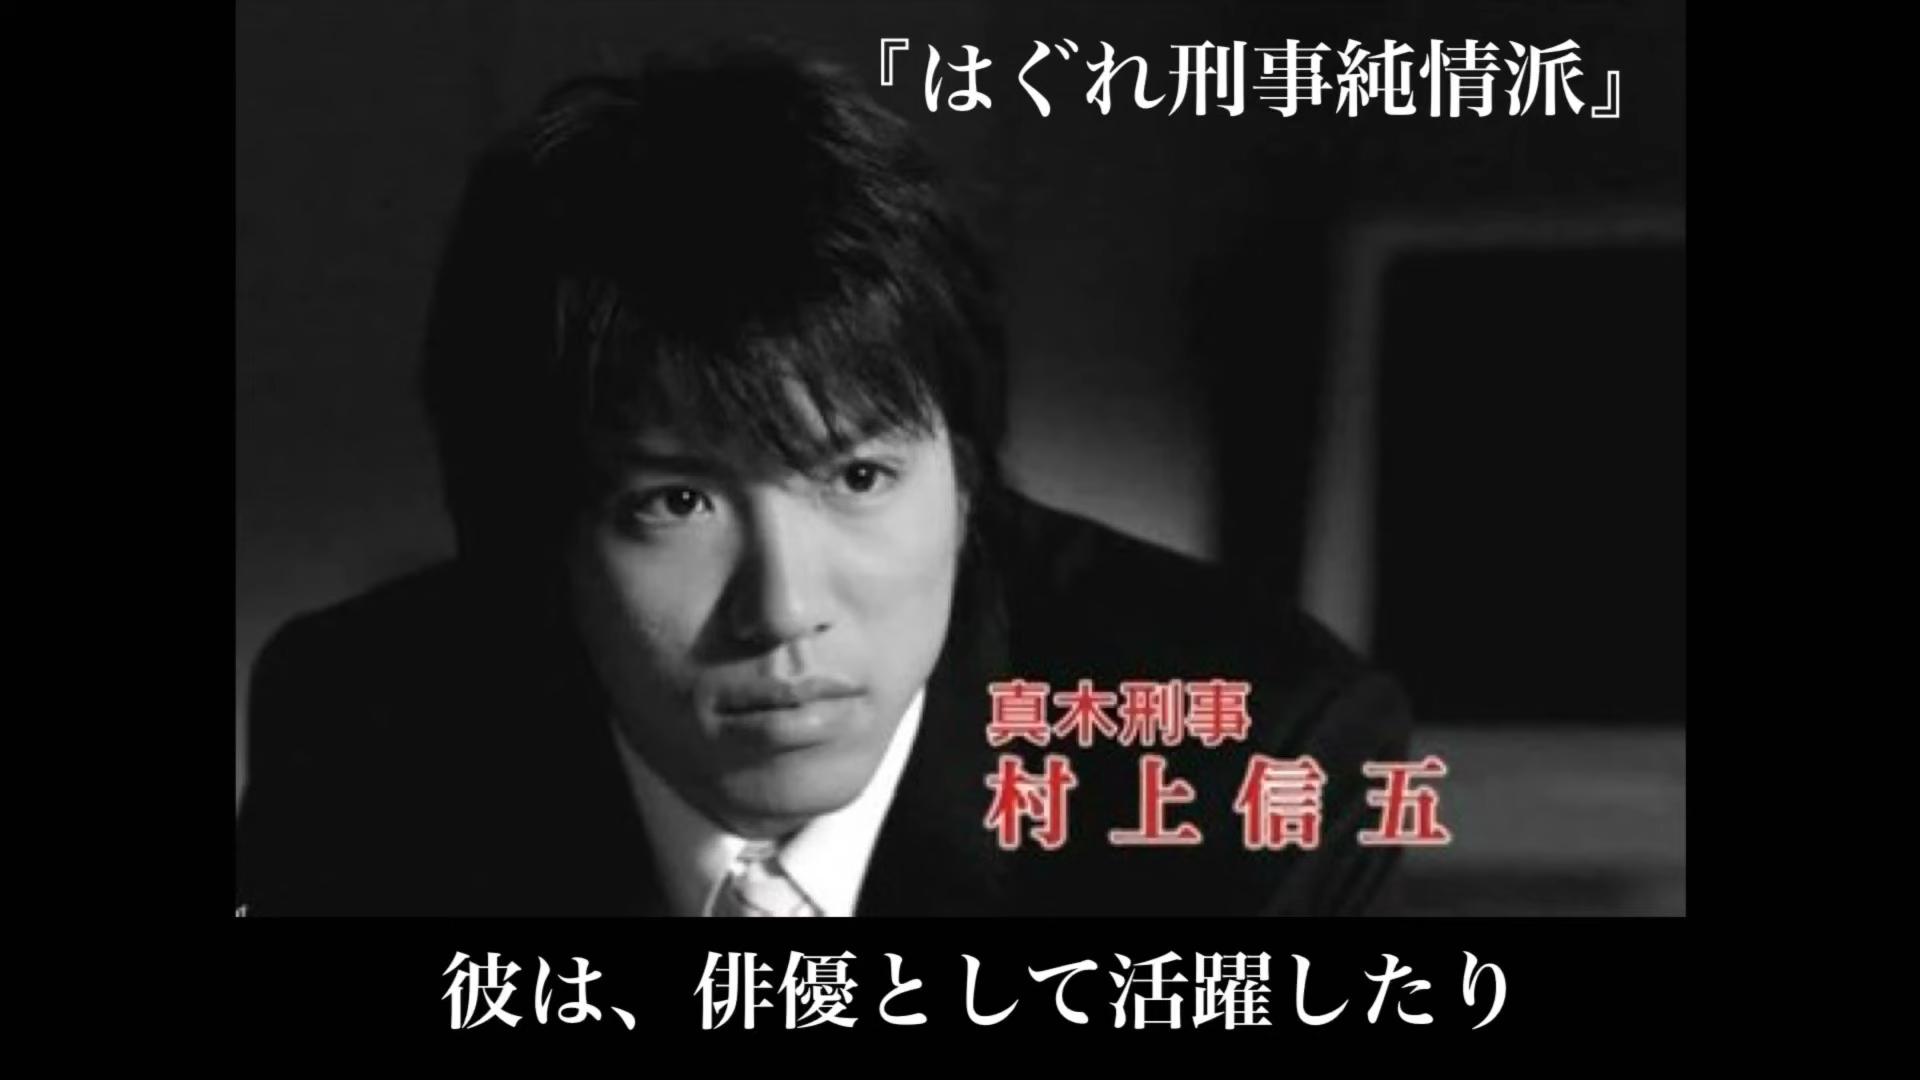 『はぐれ刑事純情派』
真木刑事
村上信五
彼は、俳優として活躍したり